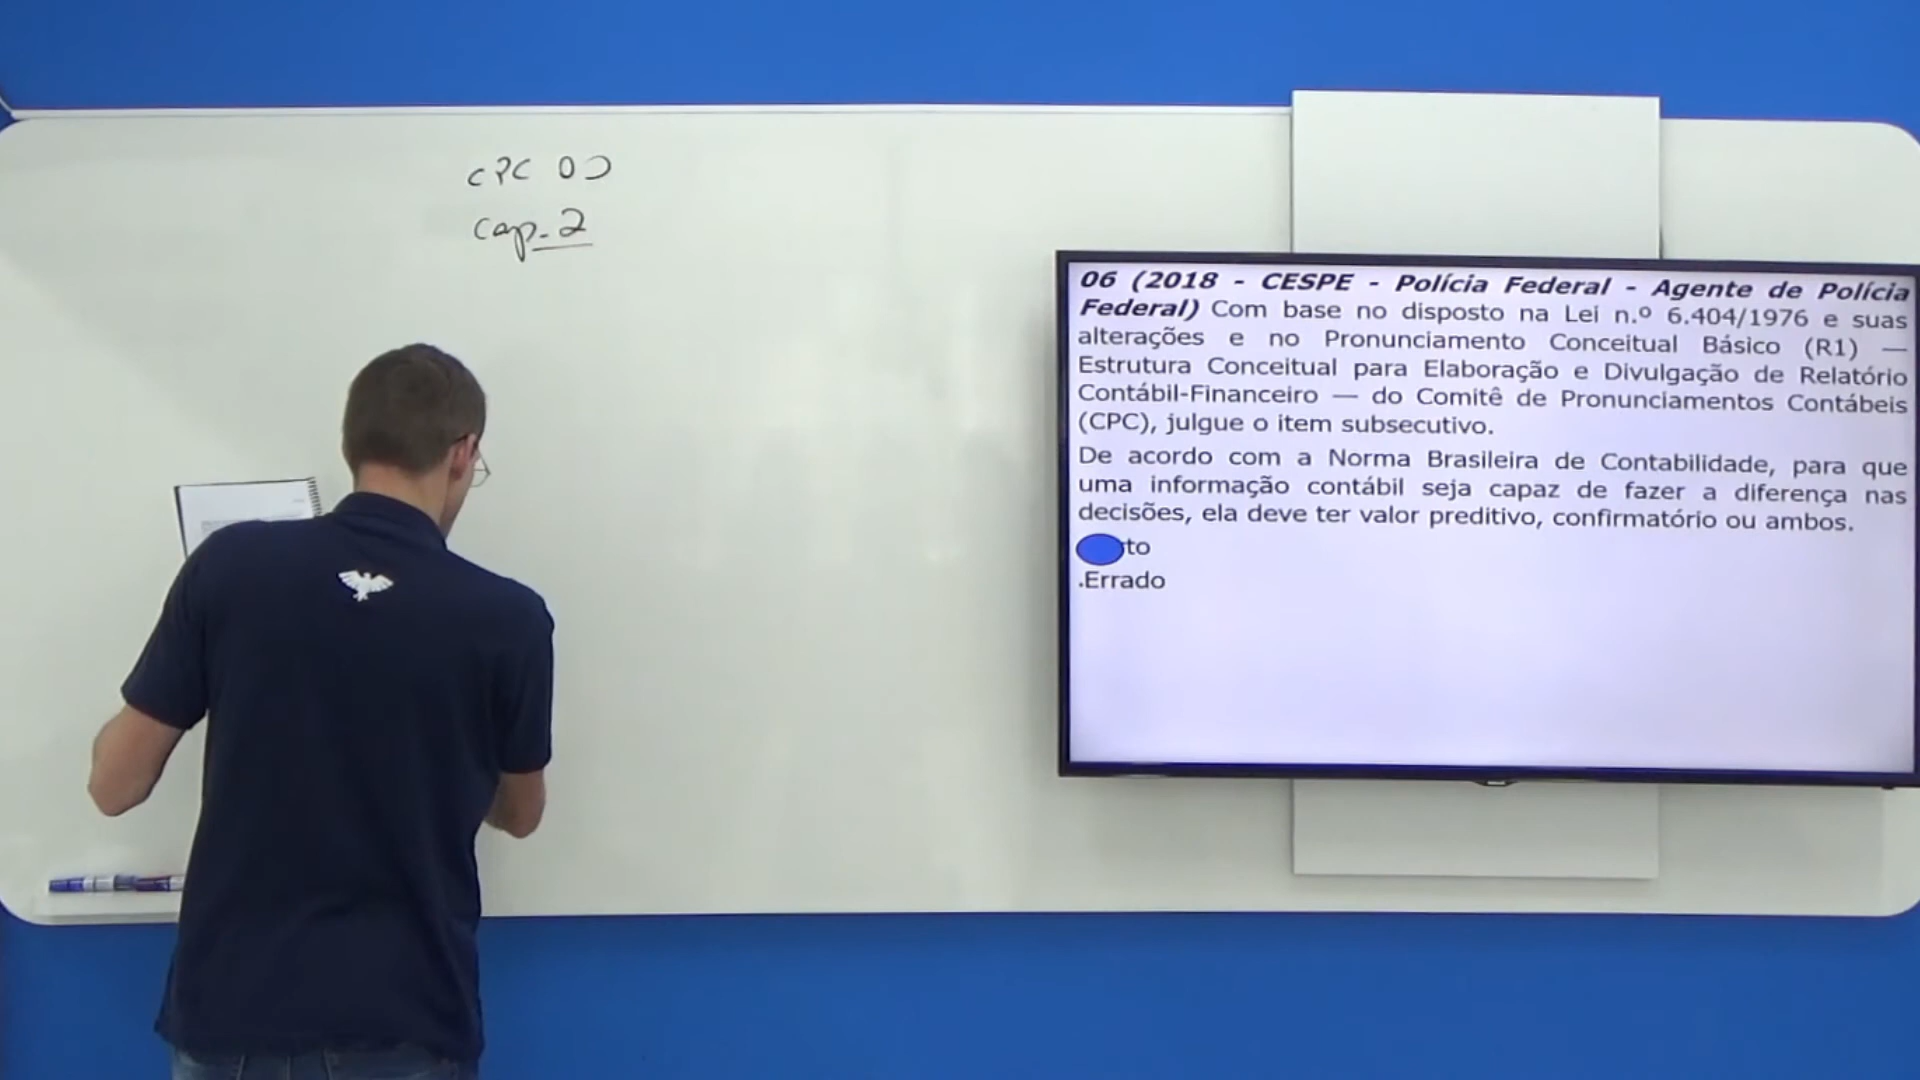 CPC 00
Cap. 2
06 (2018 - CESPE - Polícia Federal - Agente de Polícia
Federal) Com base no disposto na Lei n.º 6.404/1976 e suas
alterações e no Pronunciamento Conceitual Básico (R1) —
Estrutura Conceitual para Elaboração e Divulgação de Relatório
Contábil-Financeiro — do Comitê de Pronunciamentos Contábeis
(CPC), julgue o item subsecutivo.
De acordo com a Norma Brasileira de Contabilidade, para que
uma informação contábil seja capaz de fazer a diferença nas
decisões, ela deve ter valor preditivo, confirmatório ou ambos.
to
.Errado